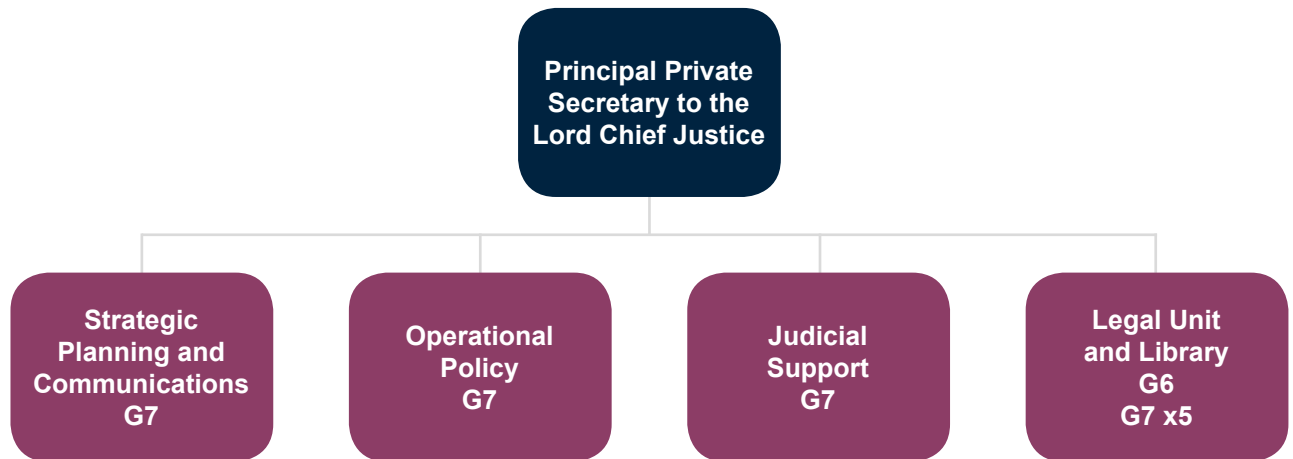 Principal Private
Secretary to the
Lord Chief Justice
Strategic
Planning and
Communications
G7
Operational
Policy
G7
Judicial
Support
G7
Legal Unit
and Library
G6
G7 x5